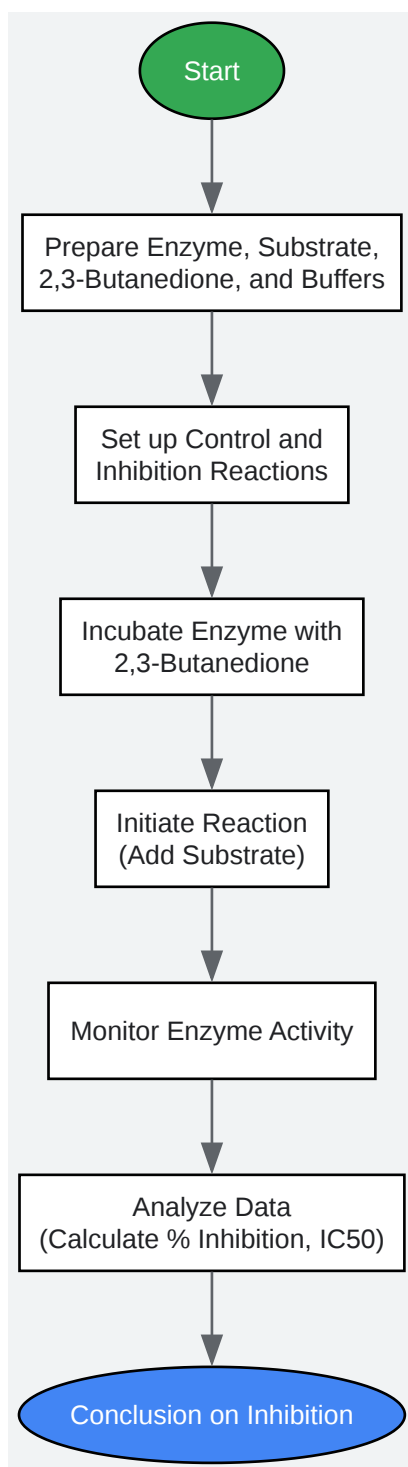 Start
Prepare Enzyme, Substrate,
2,3-Butanedione, and Buffers
Set up Control and
Inhibition Reactions
Incubate Enzyme with
2,3-Butanedione
Initiate Reaction
(Add Substrate)
Monitor Enzyme Activity
Analyze Data
(Calculate % Inhibition, IC50)
Conclusion on Inhibition